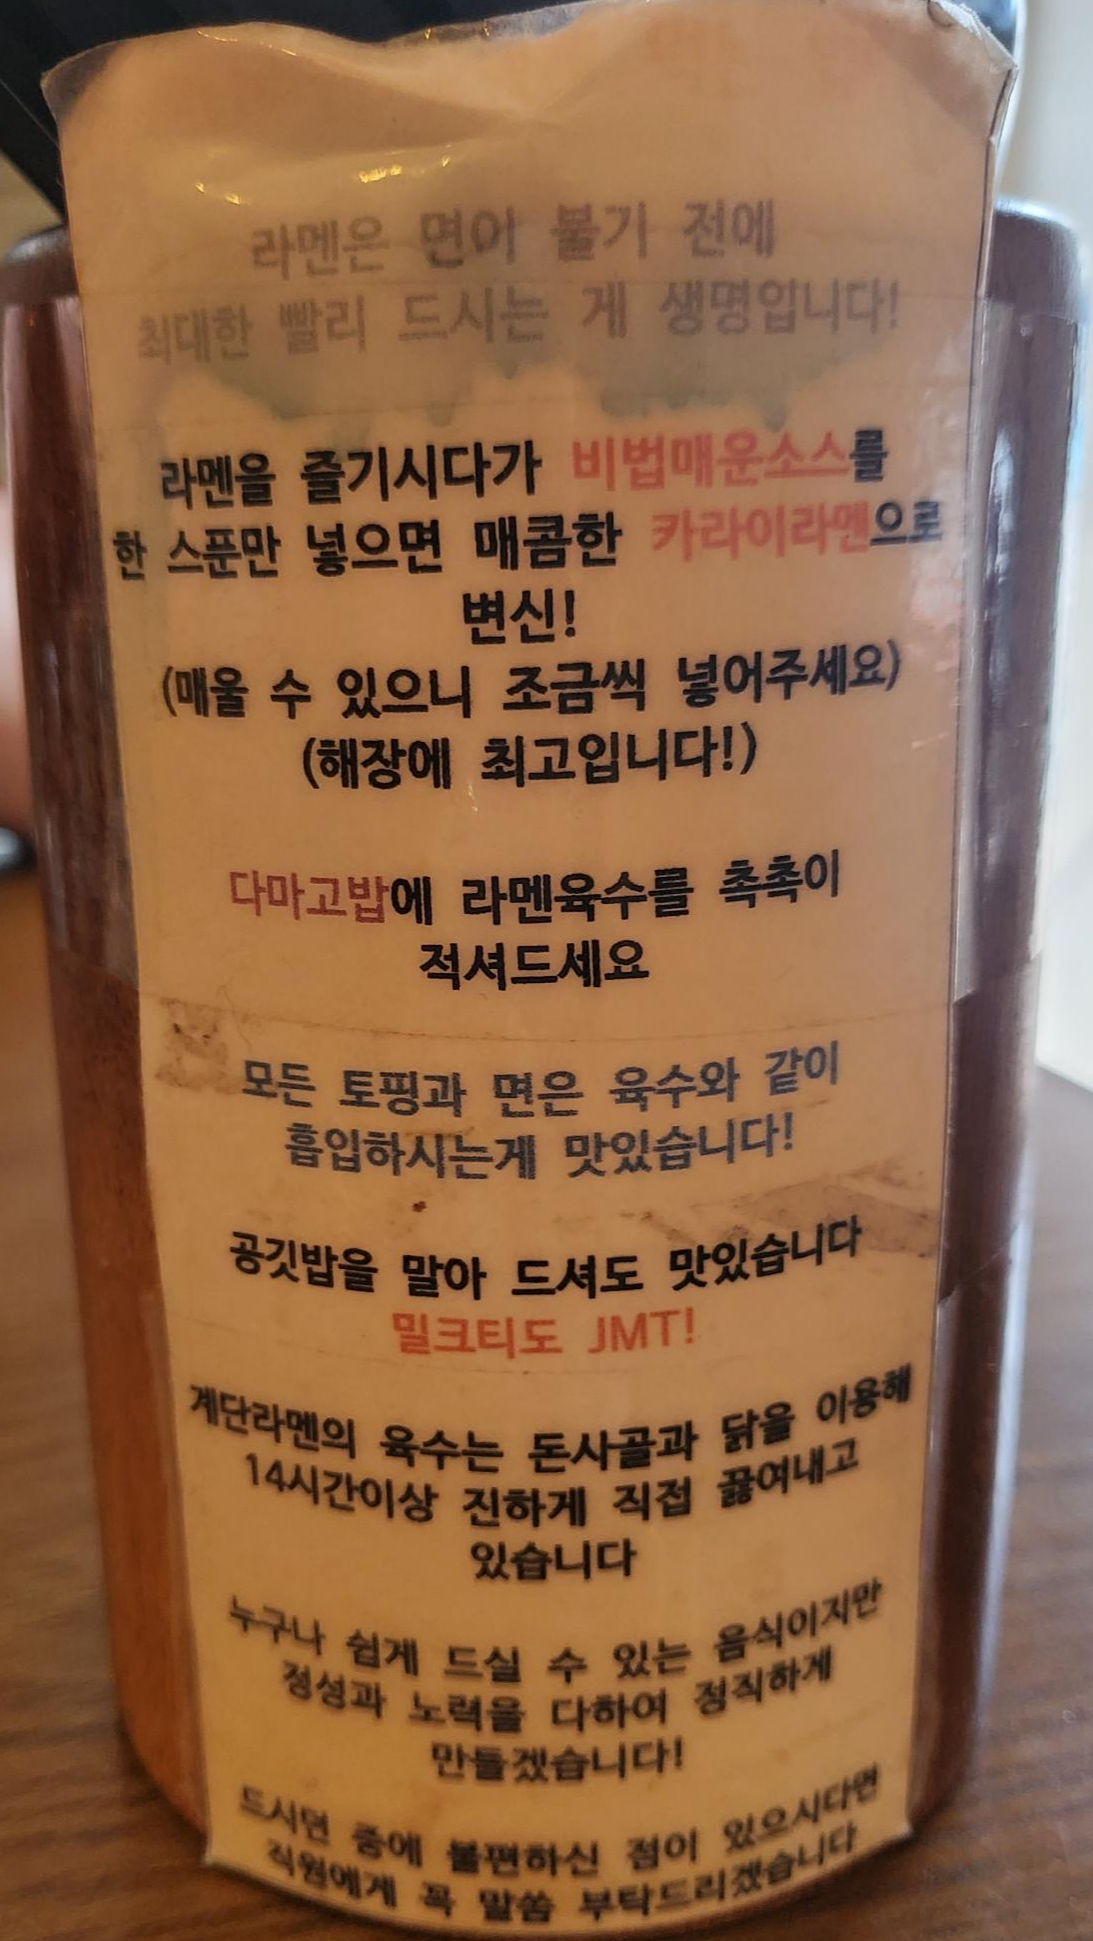 라멘은 면이 불기 전에
최대한 빨리 드시는 게 생명입니다!
라멘을 즐기시다가 비법매운소스를
한 스푼만 넣으면 매콤한 카라이라멘으로
변신!
(매울 수 있으니 조금씩 넣어주세요)
(해장에 최고입니다!)
다마고밥에 라멘육수를 촉촉이
적셔드세요
모든 토핑과 면은 육수와 같이
흡입하시는게 맛있습니다!
공깃밥을 말아 드셔도 맛있습니다
밀크티도 JMT!
계단라멘의 육수는 돈사골과 닭을 이용해
14시간이상 진하게 직접 끓여내고
있습니다
누구나 쉽게 드실 수 있는 음식이지만
정성과 노력을 다하여 정직하게
만들겠습니다!
드시던 중에 불편하신 점이 있으시다면
직원에게 꼭 말씀 부탁드리겠습니다